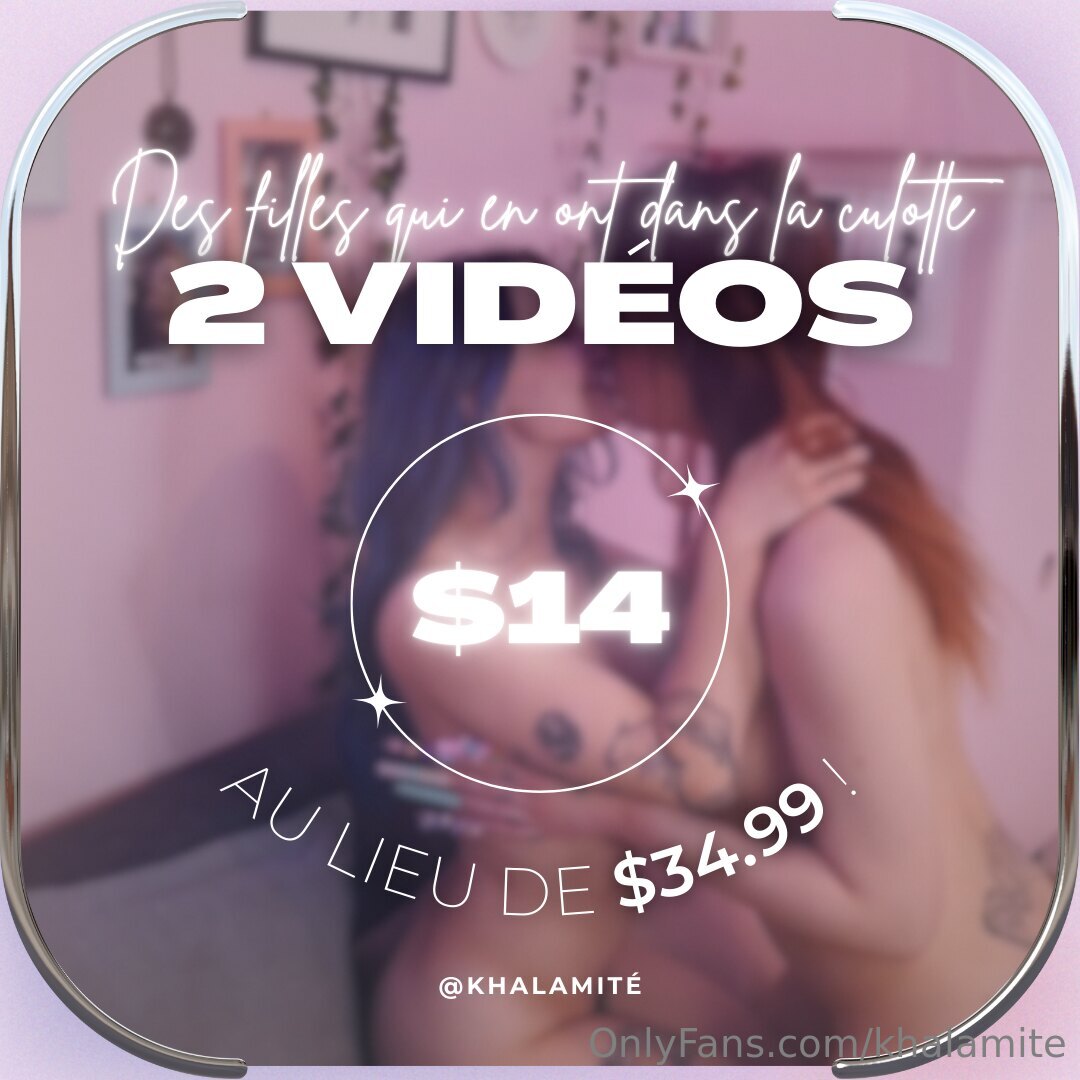 Des filles qui en ont dans la culotte
2 VIDÉOS
$14
AU LIEU DE $34.99 !
@KHALAMITÉ
OnlyFans.com/khalamite